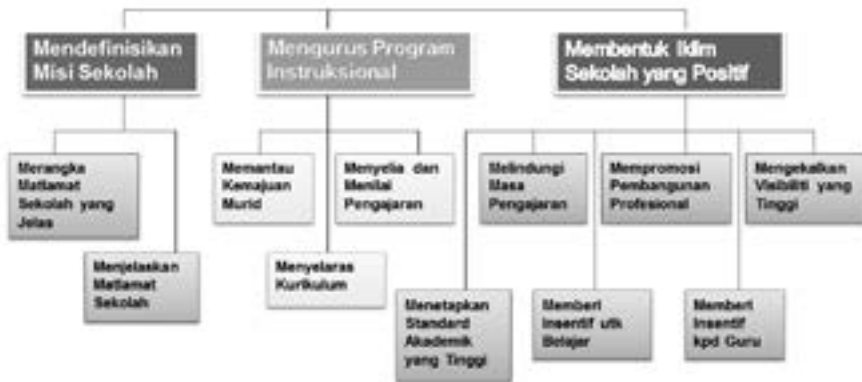 Mendefinisikan
Misi Sekolah
Mengurus Program
Instruksional
Membentuk Iklim
Sekolah yang Positif
Merangka
Matlamat
Sekolah yang
Jelas
Menjelaskan
Matlamat
Sekolah
Memantau
Kemajuan
Murid
Menyelia dan
Menilai
Pengajaran
Menyelaras
Kurikulum
Melindungi
Masa
Pengajaran
Mempromosi
Pembangunan
Profesional
Mengekalkan
Visibiliti yang
Tinggi
Menetapkan
Standard
Akademik
yang Tinggi
Memberi
Insentif utk
Belajar
Memberi
Insentif
kpd Guru